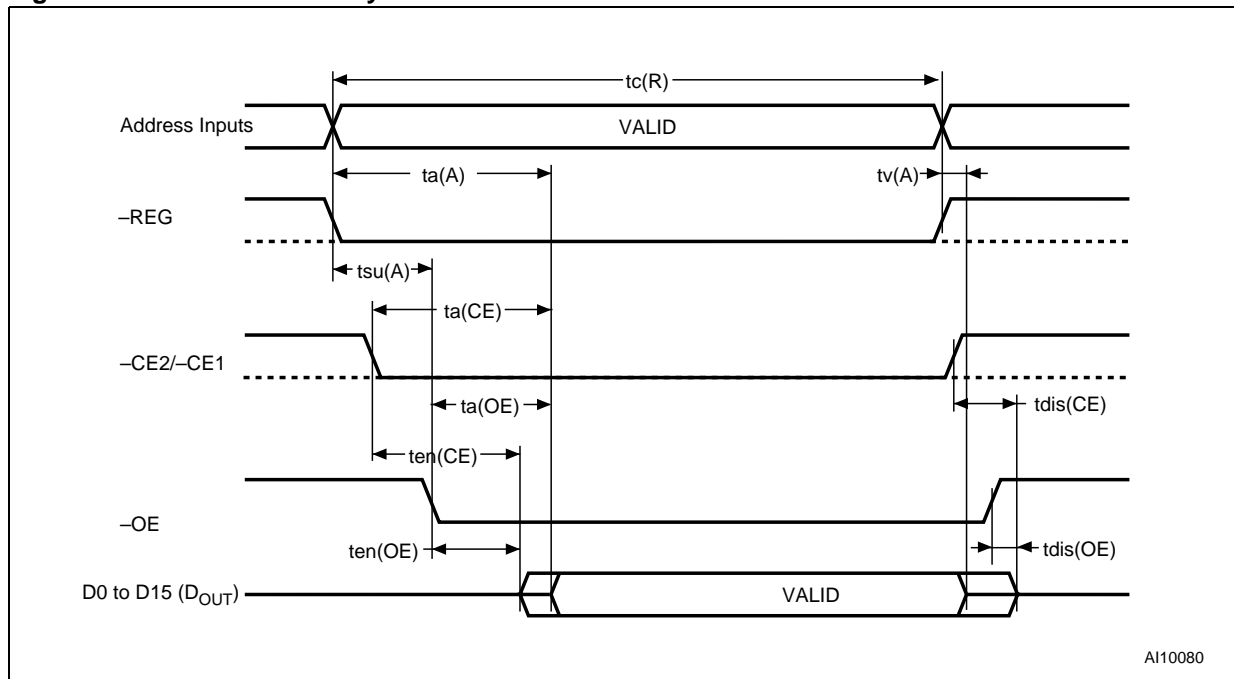 tc(R)
Address Inputs
VALID
ta(A)
tv(A)
–REG
tsu(A)
ta(CE)
–CE2/–CE1
ta(OE)
tdis(CE)
ten(CE)
–OE
ten(OE)
tdis(OE)
D0 to D15 (DOUT)
VALID
AI10080